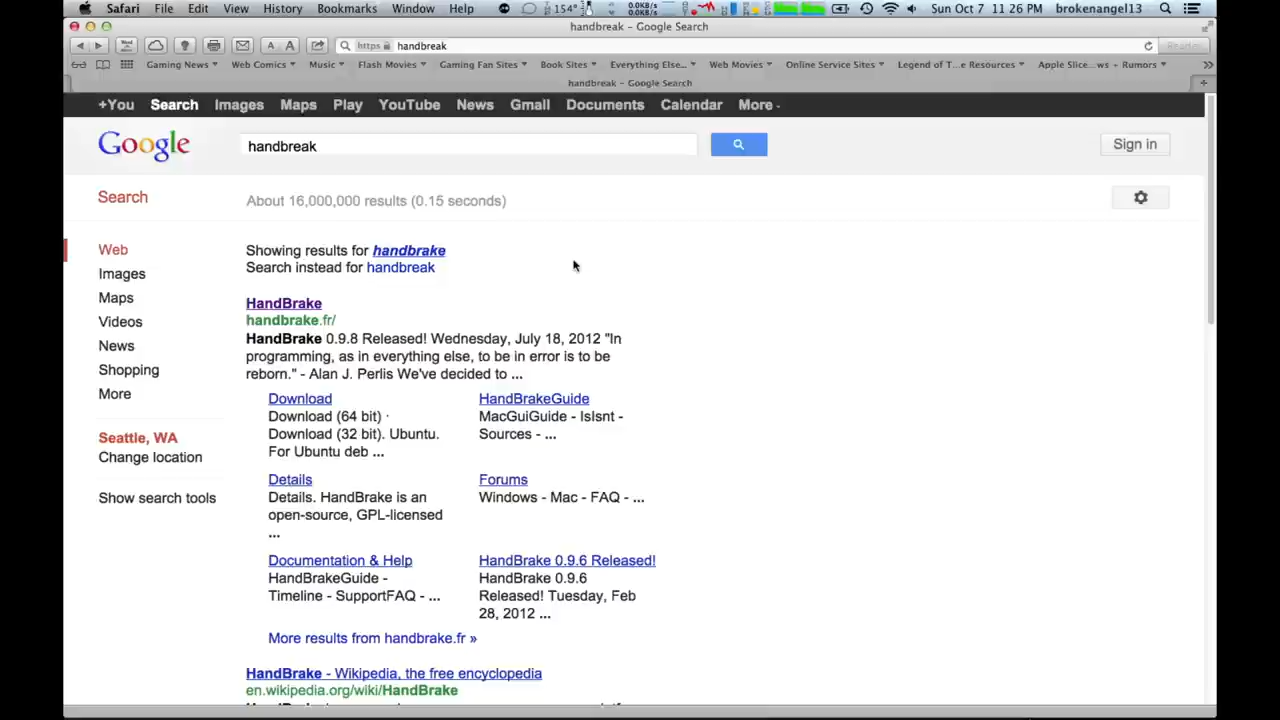 Safari File Edit View History Bookmarks Window Help 154° 0.0KB/s 0.0KB/s Sun Oct 7 11:26 PM brokenangel13
handbreak – Google Search
A A https handbreak Reader
Gaming News Web Comics Music Flash Movies Gaming Fan Sites Book Sites Everything Else... Web Movies Online Service Sites Legend of T...e Resources Apple Slice...ws + Rumors
handbreak – Google Search
+You Search Images Maps Play YouTube News Gmail Documents Calendar More
Google handbreak Sign in
Search About 16,000,000 results (0.15 seconds)
Web
Images
Maps
Videos
News
Shopping
More
Seattle, WA
Change location
Show search tools
Showing results for handbrake
Search instead for handbreak
HandBrake
handbrake.fr/
HandBrake 0.9.8 Released! Wednesday, July 18, 2012 "In
programming, as in everything else, to be in error is to be
reborn." - Alan J. Perlis We've decided to ...
Download
Download (64 bit) ·
Download (32 bit). Ubuntu.
For Ubuntu deb ...
HandBrakeGuide
MacGuiGuide - IsIsnt -
Sources - ...
Details
Details. HandBrake is an
open-source, GPL-licensed
...
Forums
Windows - Mac - FAQ - ...
Documentation & Help
HandBrakeGuide -
Timeline - SupportFAQ - ...
HandBrake 0.9.6 Released!
HandBrake 0.9.6
Released! Tuesday, Feb
28, 2012 ...
More results from handbrake.fr »
HandBrake - Wikipedia, the free encyclopedia
en.wikipedia.org/wiki/HandBrake